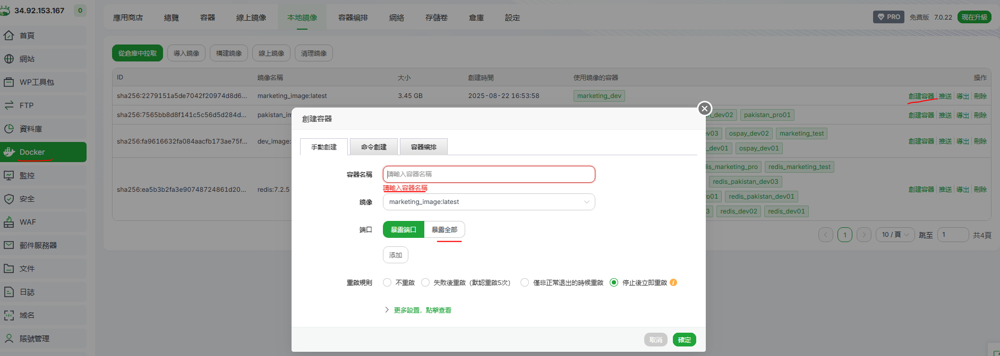 34.92.153.167 0
首頁
網站
WP工具包
FTP
資料庫
Docker
監控
安全
WAF
郵件服務器
文件
日誌
域名
賬號管理
應用商店 總覽 容器 線上鏡像 本地鏡像 容器編排 網絡 存儲卷 倉庫 設定
PRO 免費版 7.0.22 現在升級
從倉庫中拉取 導入鏡像 構建鏡像 線上鏡像 清理鏡像
ID 鏡像名稱 大小 創建時間 使用鏡像的容器 操作
sha256:2279151a5de7042f20974d8d6... marketing_image:latest 3.45 GB 2025-08-22 16:53:58 marketing_dev 創建容器 推送 導出 刪除
sha256:7565bb8d8f141c5c56d5d284d... pakistan_im _dev02 pakistan_pro01 創建容器 推送 導出 刪除
ev03 ospay_dev02 marketing_test
sha256:fa9616632fa084aacfb173ae75f... dev_image: 創建容器 推送 導出 刪除
_dev01 ospay_dev01
dis_marketing_pro redis_marketing_test
redis_pakistan_dev03
sha256:ea5b3b2fa3e90748724861d20... redis:7.2.5 創建容器 推送 導出 刪除
ro01 redis_pakistan_dev01
3 redis_dev02 redis_dev01
1 10 / 頁 跳至 1 共4頁
創建容器
手動創建 命令創建 容器編排
容器名稱 請輸入容器名稱
請輸入容器名稱
鏡像 marketing_image:latest
端口 暴露端口 暴露全部
添加
重啟規則 不重啟 失敗後重啟（默認重啟5次） 僅非正常退出的時候重啟 停止後立即重啟
更多設置，點擊查看
取消 確定